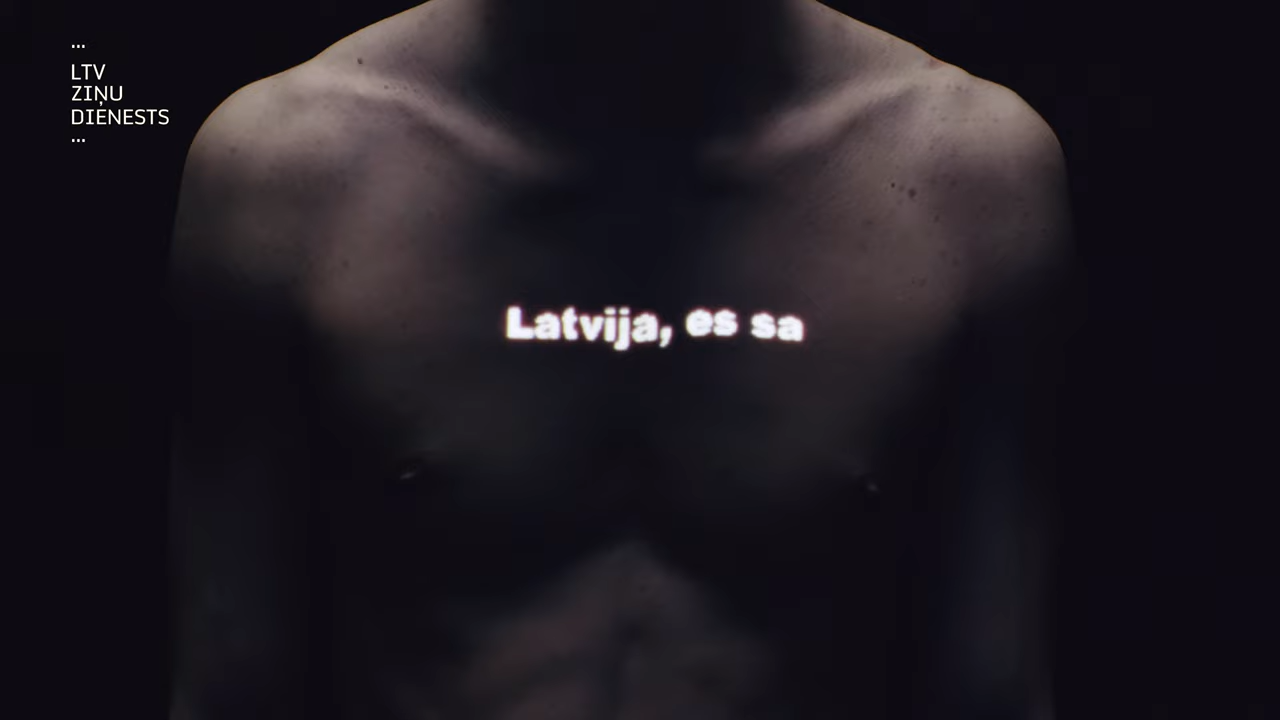 ...
LTV
ZIŅU
DIENESTS
...
Latvija, es sa